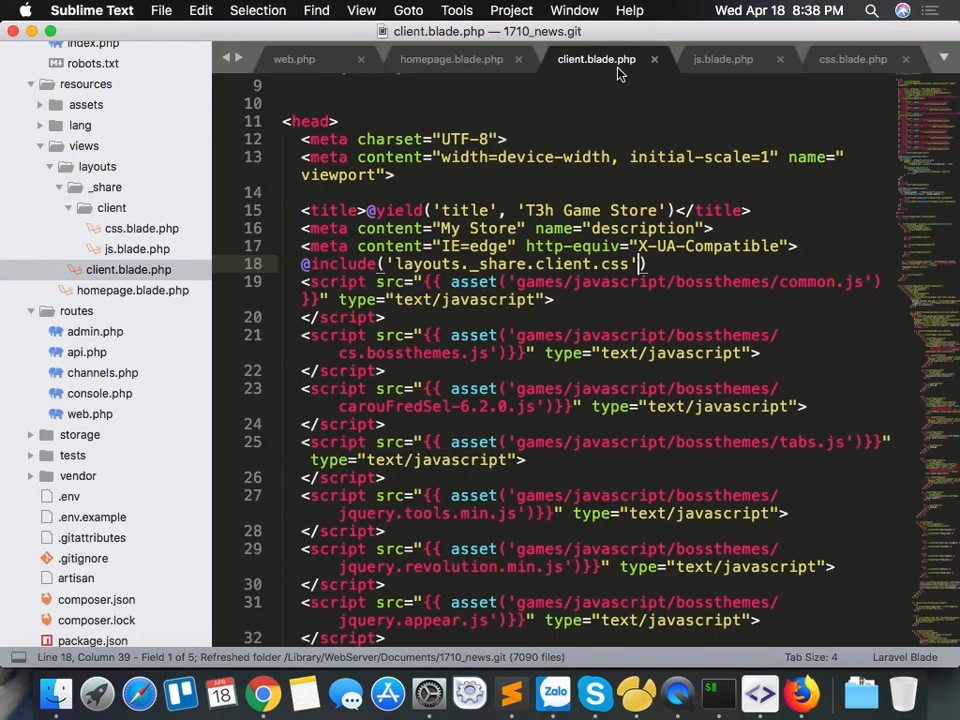 Sublime Text File Edit Selection Find View Goto Tools Project Window Help Wed Apr 18 8:38 PM
client.blade.php — 1710_news.git
web.php homepage.blade.php client.blade.php js.blade.php css.blade.php
index.php
robots.txt
resources
assets
lang
views
layouts
_share
client
css.blade.php
js.blade.php
client.blade.php
homepage.blade.php
routes
admin.php
api.php
channels.php
console.php
web.php
storage
tests
vendor
.env
.env.example
.gitattributes
.gitignore
artisan
composer.json
composer.lock
package.json
9
10
11 <head>
12 <meta charset="UTF-8">
13 <meta content="width=device-width, initial-scale=1" name="
viewport">
14
15 <title>@yield('title', 'T3h Game Store')</title>
16 <meta content="My Store" name="description">
17 <meta content="IE=edge" http-equiv="X-UA-Compatible">
18 @include('layouts._share.client.css')
19 <script src="{{ asset('games/javascript/bossthemes/common.js')
}}" type="text/javascript">
20 </script>
21 <script src="{{ asset('games/javascript/bossthemes/
cs.bossthemes.js')}}" type="text/javascript">
22 </script>
23 <script src="{{ asset('games/javascript/bossthemes/
carouFredSel-6.2.0.js')}}" type="text/javascript">
24 </script>
25 <script src="{{ asset('games/javascript/bossthemes/tabs.js')}}"
type="text/javascript">
26 </script>
27 <script src="{{ asset('games/javascript/bossthemes/
jquery.tools.min.js')}}" type="text/javascript">
28 </script>
29 <script src="{{ asset('games/javascript/bossthemes/
jquery.revolution.min.js')}}" type="text/javascript">
30 </script>
31 <script src="{{ asset('games/javascript/bossthemes/
jquery.appear.js')}}" type="text/javascript">
32 </script>
Line 18, Column 39 - Field 1 of 5; Refreshed folder /Library/WebServer/Documents/1710_news.git (7090 files) Tab Size: 4 Laravel Blade
APR
18
Zalo